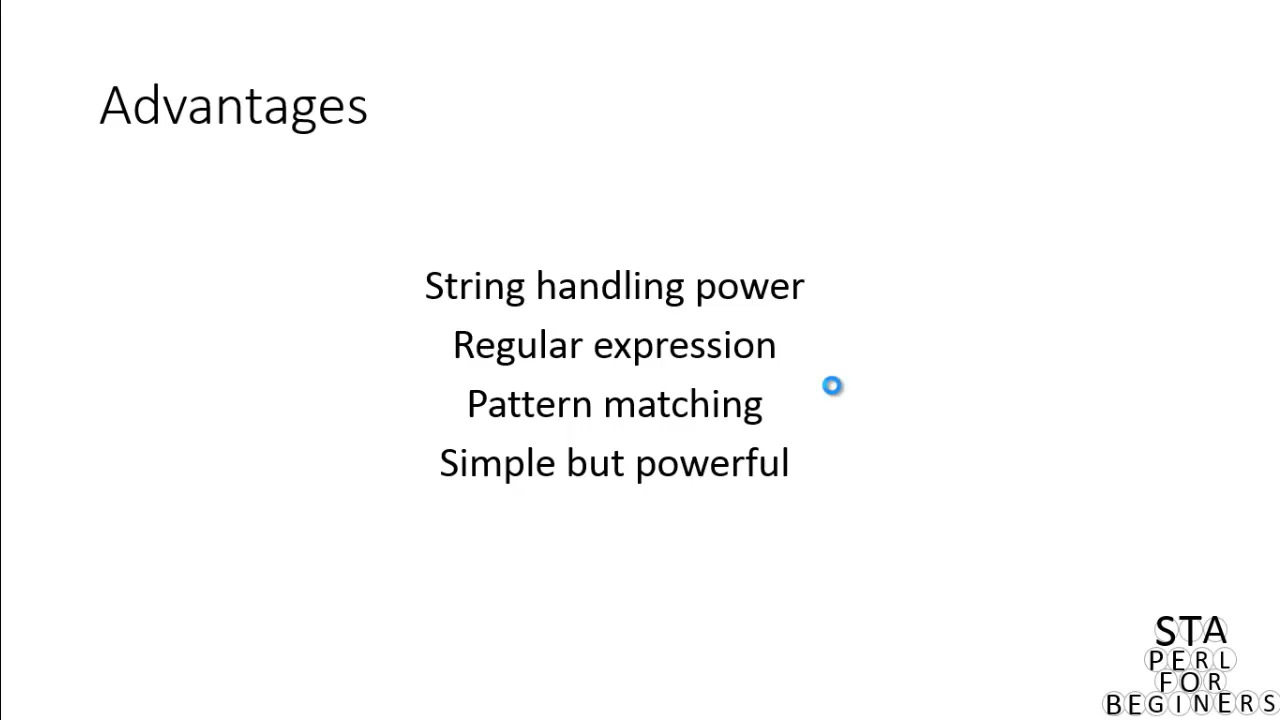 Advantages
String handling power
Regular expression
Pattern matching
Simple but powerful
STA
PERL
FOR
BEGINERS